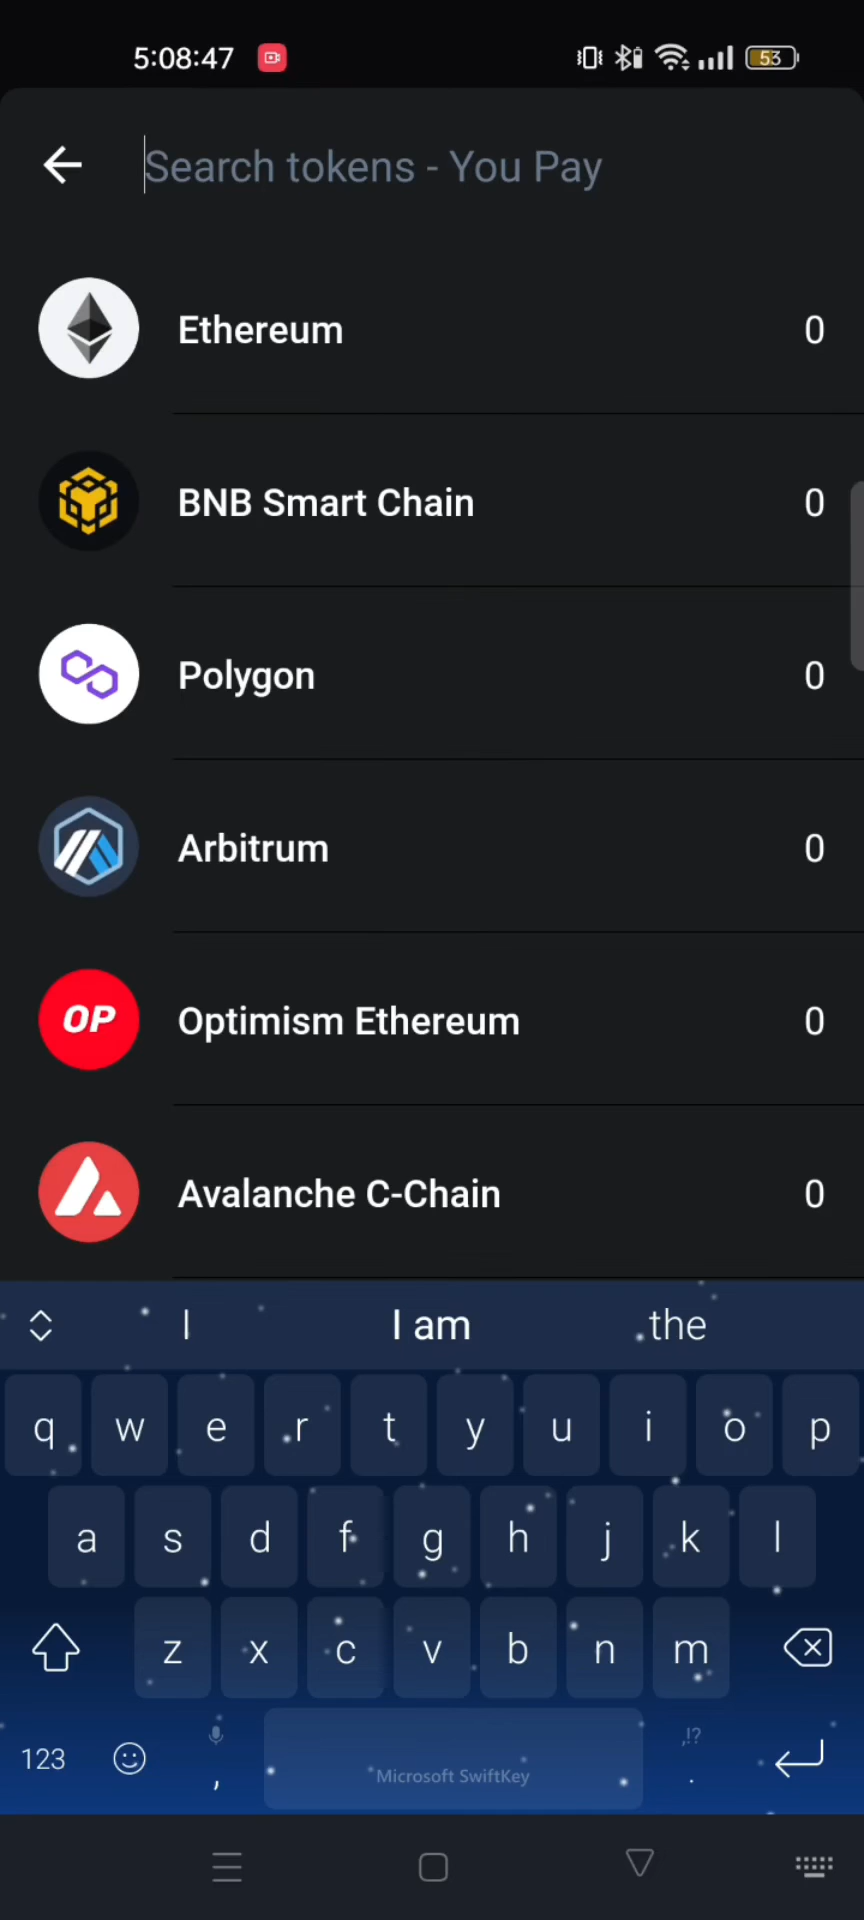 5:08:47
53
Search tokens - You Pay
Ethereum 0
BNB Smart Chain 0
Polygon 0
Arbitrum 0
OP
Optimism Ethereum 0
Avalanche C-Chain 0
I I am the
q w e r t y u i o p
a s d f g h j k l
z x c v b n m
123 , Microsoft SwiftKey ,!? .